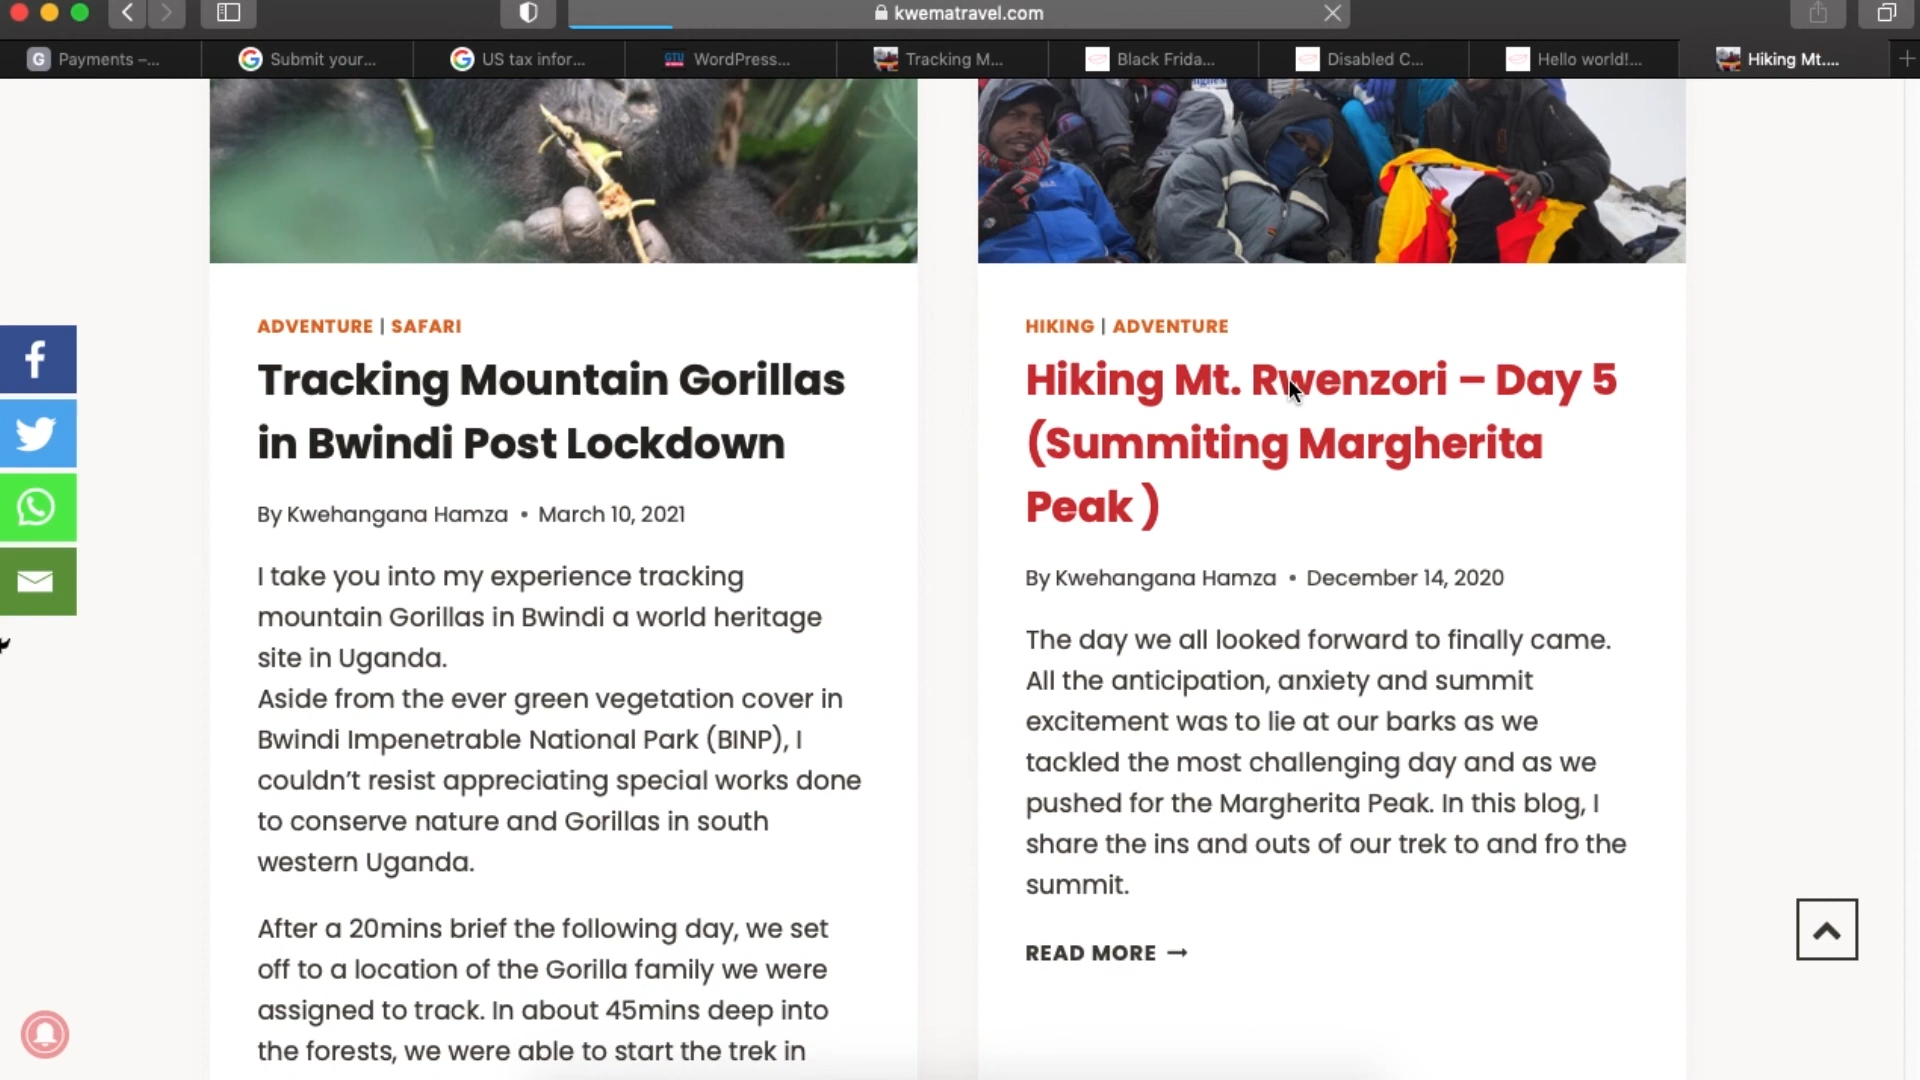 kwematravel.com
Payments –...
Submit your...
US tax infor...
GTU WordPress...
Tracking M...
Black Frida...
Disabled C...
Hello world!...
Hiking Mt....
ADVENTURE | SAFARI
Tracking Mountain Gorillas
in Bwindi Post Lockdown
By Kwehangana Hamza • March 10, 2021
I take you into my experience tracking
mountain Gorillas in Bwindi a world heritage
site in Uganda.
Aside from the ever green vegetation cover in
Bwindi Impenetrable National Park (BINP), I
couldn’t resist appreciating special works done
to conserve nature and Gorillas in south
western Uganda.
After a 20mins brief the following day, we set
off to a location of the Gorilla family we were
assigned to track. In about 45mins deep into
the forests, we were able to start the trek in
HIKING | ADVENTURE
Hiking Mt. Rwenzori – Day 5
(Summiting Margherita
Peak )
By Kwehangana Hamza • December 14, 2020
The day we all looked forward to finally came.
All the anticipation, anxiety and summit
excitement was to lie at our barks as we
tackled the most challenging day and as we
pushed for the Margherita Peak. In this blog, I
share the ins and outs of our trek to and fro the
summit.
READ MORE →